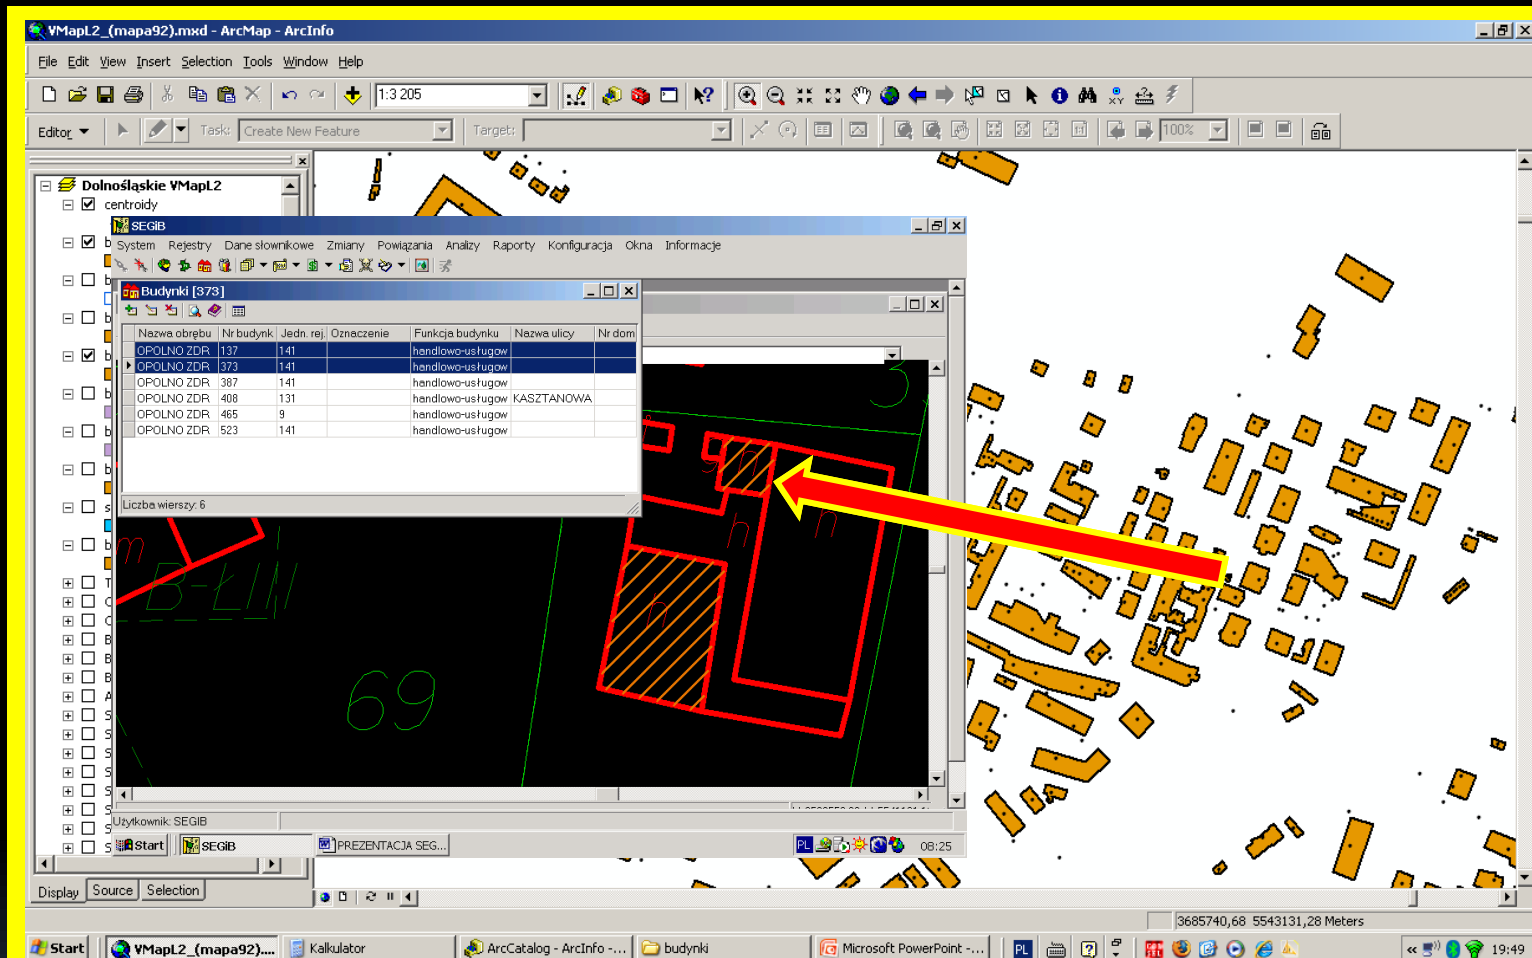 VMapL2_(mapa92).mxd - ArcMap - ArcInfo
File Edit View Insert Selection Tools Window Help
1:3 205
Editor Task: Create New Feature Target: 100%
Dolnośląskie VMapL2
centroidy
SEGiB
System Rejestry Dane słownikowe Zmiany Powiązania Analizy Raporty Konfiguracja Okna Informacje
Budynki [373]
Nazwa obrębu Nr budynk Jedn. rej. Oznaczenie Funkcja budynku Nazwa ulicy Nr dom
OPOLNO ZDR 137 141 handlowo-usługow
OPOLNO ZDR 373 141 handlowo-usługow
OPOLNO ZDR 387 141 handlowo-usługow
OPOLNO ZDR 408 131 handlowo-usługow KASZTANOWA
OPOLNO ZDR 465 9 handlowo-usługow
OPOLNO ZDR 523 141 handlowo-usługow
Liczba wierszy: 6
3
h
h
h
h
m
69
Użytkownik: SEGIB
Start SEGiB PREZENTACJA SEG... PL 08:25
Display Source Selection
3685740,68 5543131,28 Meters
Start VMapL2_(mapa92).... Kalkulator ArcCatalog - ArcInfo -... budynki Microsoft PowerPoint -... PL 19:49